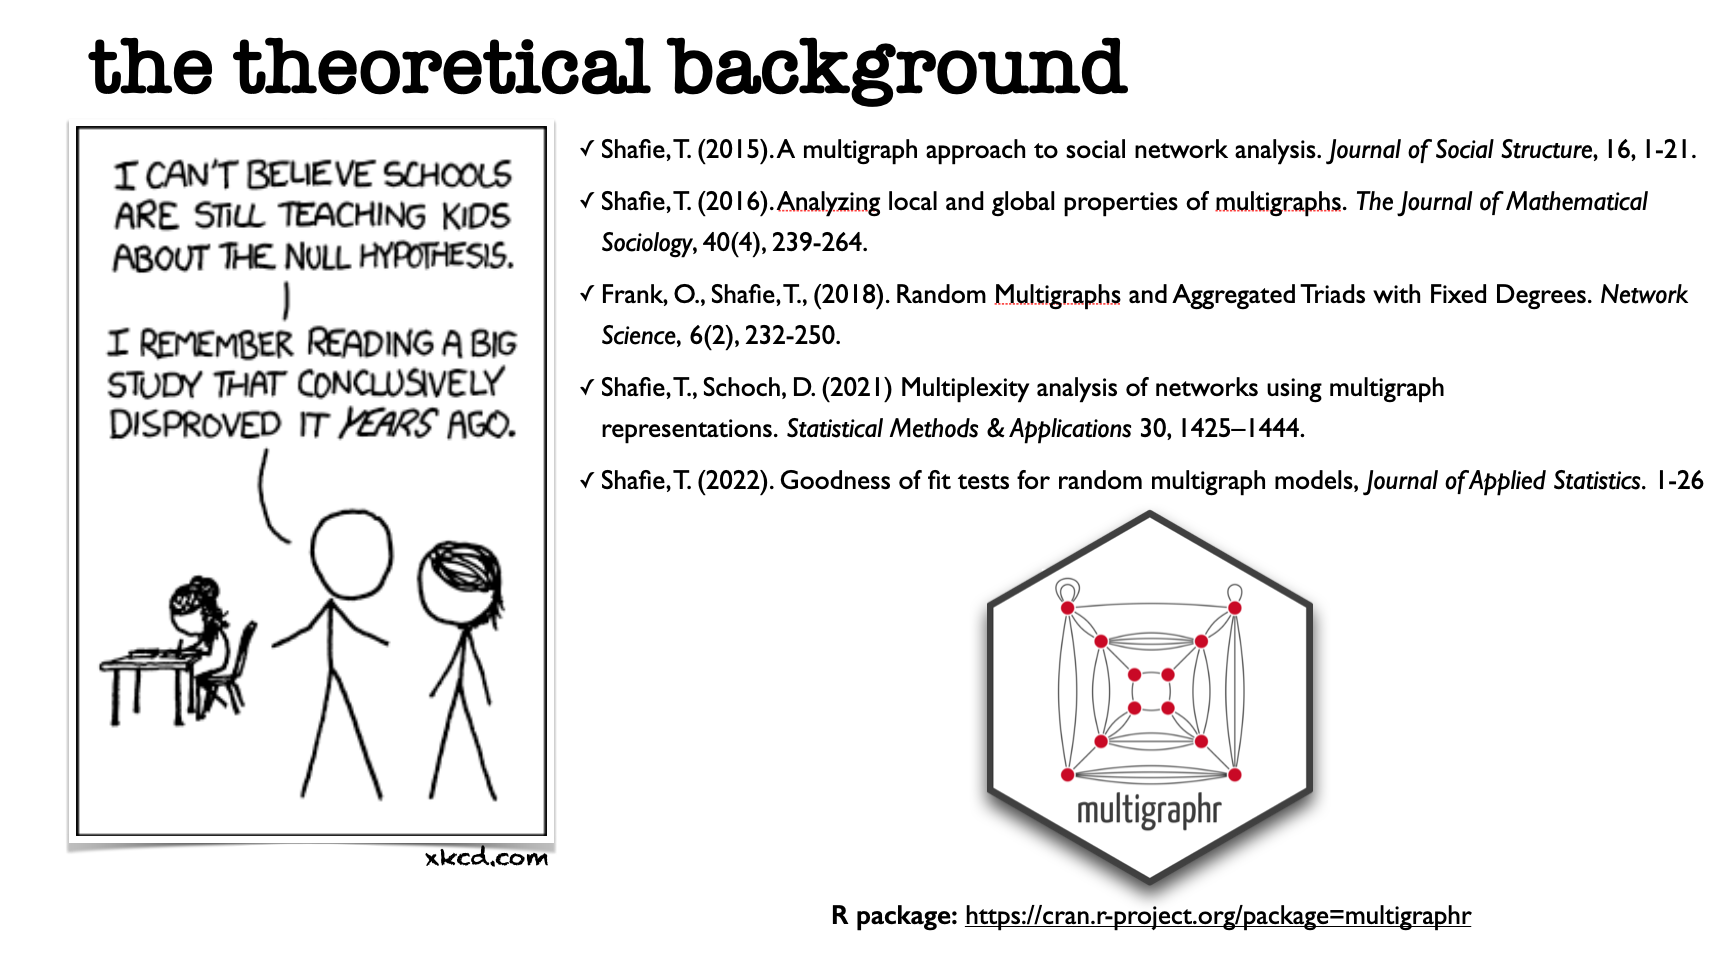 the theoretical background
I CAN'T BELIEVE SCHOOLS
ARE STILL TEACHING KIDS
ABOUT THE NULL HYPOTHESIS.
I REMEMBER READING A BIG
STUDY THAT CONCLUSIVELY
DISPROVED IT YEARS AGO.
xkcd.com
✓ Shafie, T. (2015). A multigraph approach to social network analysis. Journal of Social Structure, 16, 1-21.
✓ Shafie, T. (2016). Analyzing local and global properties of multigraphs. The Journal of Mathematical
Sociology, 40(4), 239-264.
✓ Frank, O., Shafie, T., (2018). Random Multigraphs and Aggregated Triads with Fixed Degrees. Network
Science, 6(2), 232-250.
✓ Shafie, T., Schoch, D. (2021) Multiplexity analysis of networks using multigraph
representations. Statistical Methods & Applications 30, 1425–1444.
✓ Shafie, T. (2022). Goodness of fit tests for random multigraph models, Journal of Applied Statistics. 1-26
multigraphr
R package: https://cran.r-project.org/package=multigraphr